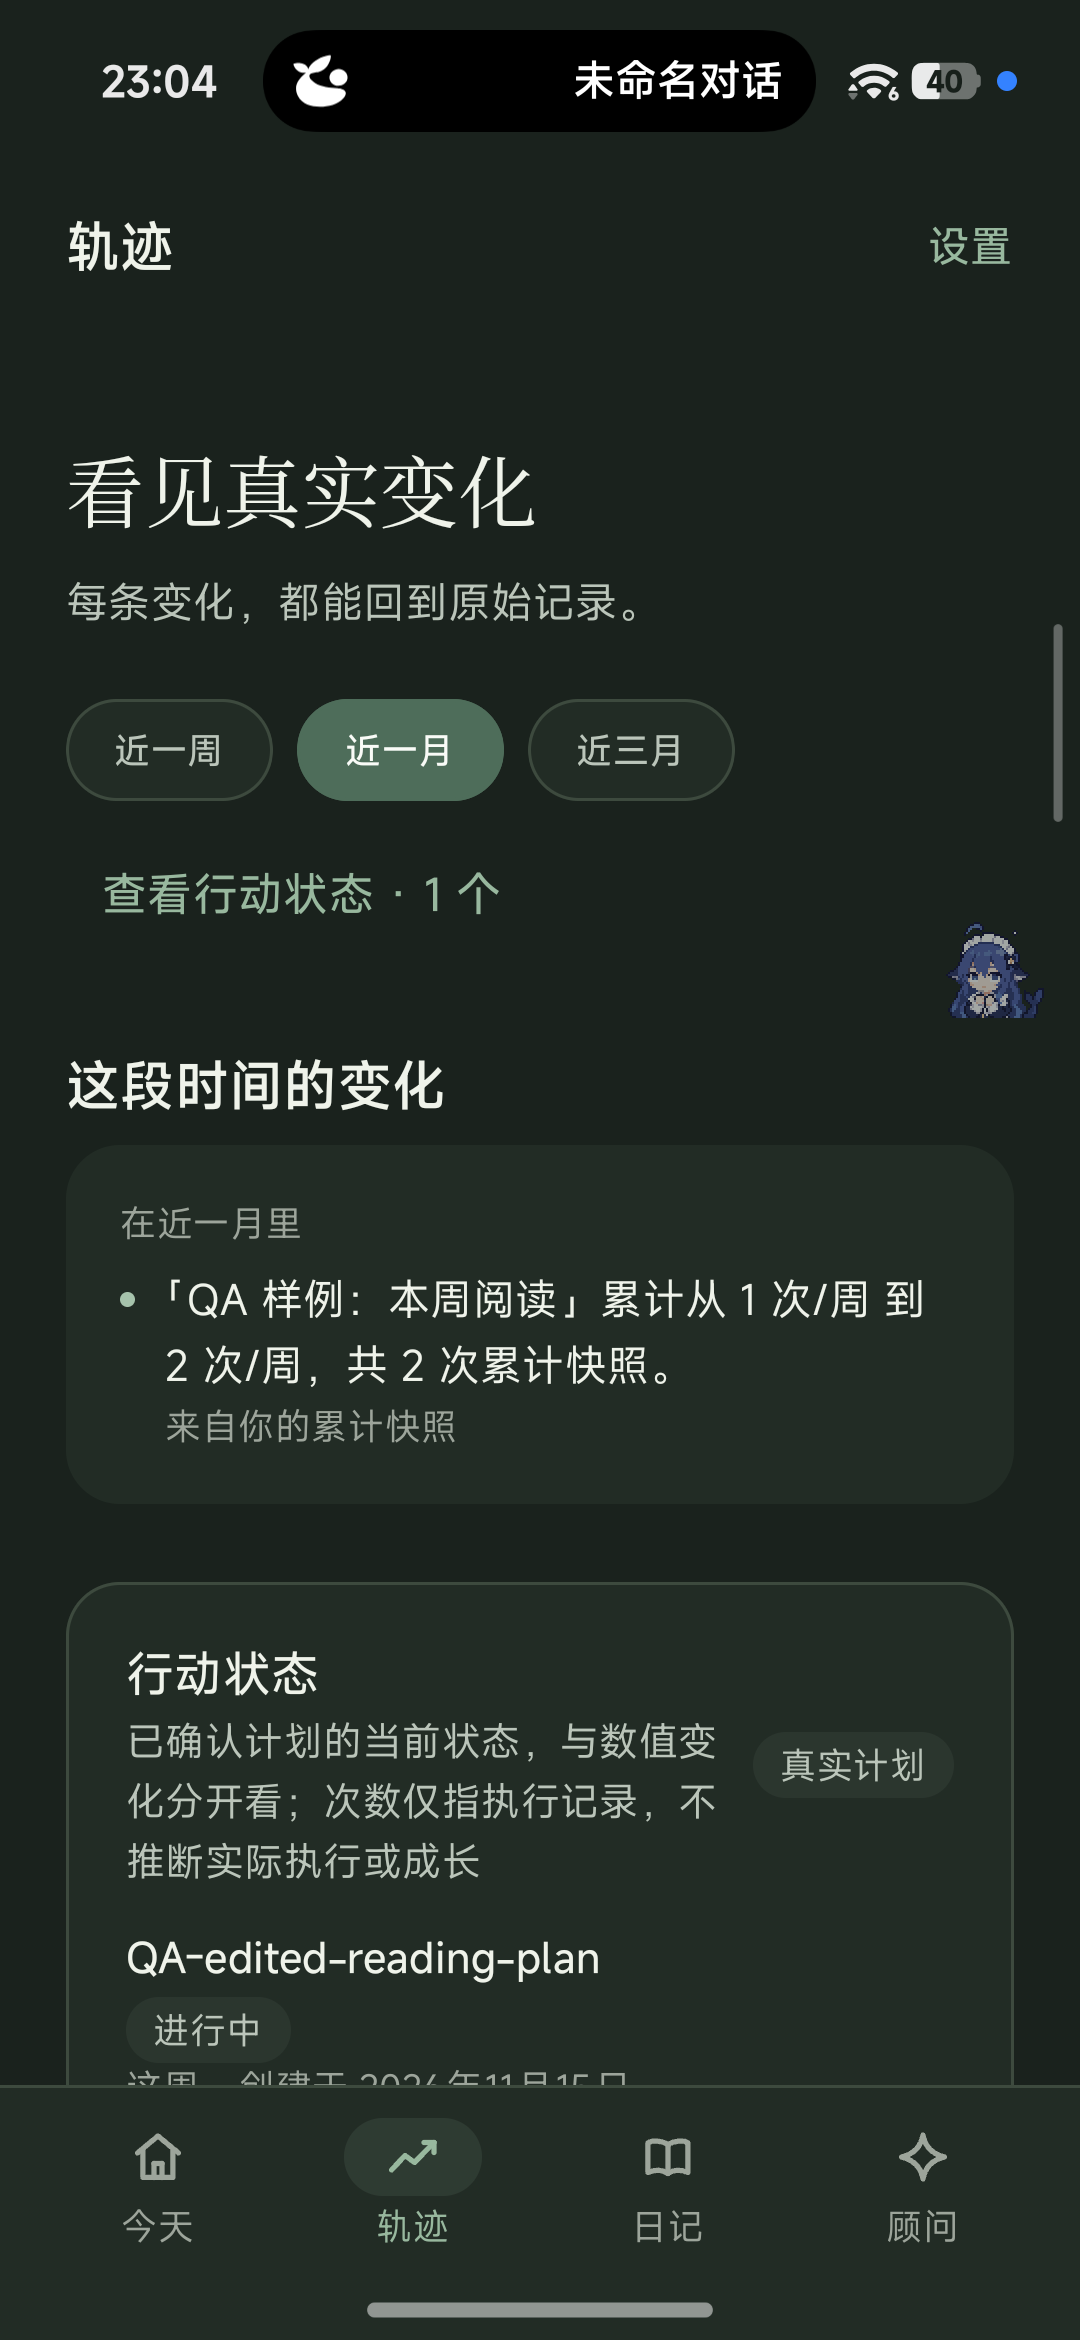 23:04
未命名对话
6
40
轨迹
设置
看见真实变化
每条变化，都能回到原始记录。
近一周
近一月
近三月
查看行动状态 · 1 个
这段时间的变化
在近一月里
「QA 样例：本周阅读」累计从 1 次/周 到
2 次/周，共 2 次累计快照。
来自你的累计快照
行动状态
已确认计划的当前状态，与数值变
化分开看；次数仅指执行记录，不
推断实际执行或成长
真实计划
QA-edited-reading-plan
进行中
今天
轨迹
日记
顾问